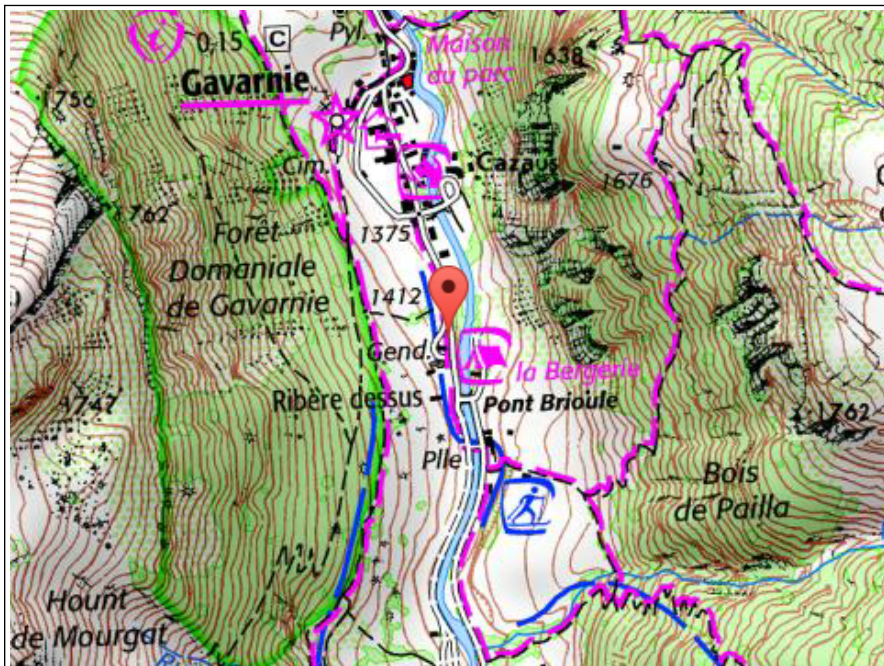 0,15
C
Pyl.
Maison
du parc
1638
Gavarnie
1756
Cim.
Cazaus
1676
1762
Forêt
Domaniale
de Gavarnie
1375
1412
Gend.
la Bergerie
1747
Ribère dessus
Pont Brioule
1762
Plle
Bois
de Pailla
Hount
de Mourgat